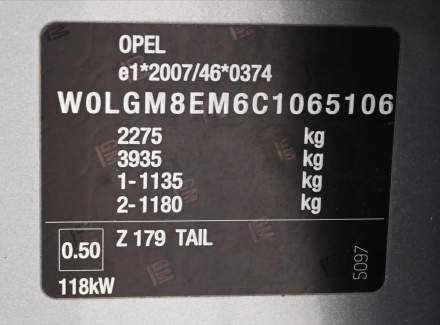 OPEL
e1*2007/46*0374
W0LGM8EM6C1065106
2275 kg
3935 kg
1-1135 kg
2-1180 kg
0.50 Z 179 TAIL
118kW
5097